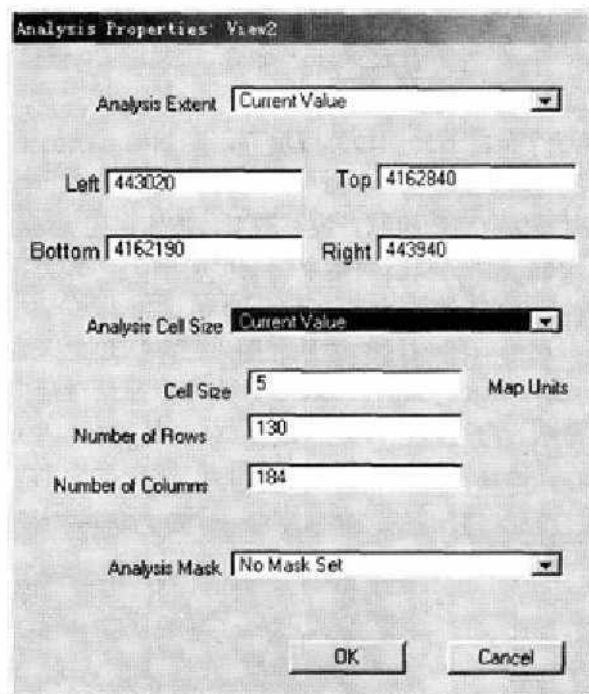 Analysis Properties: View2
Analysis Extent Current Value
Left 443020 Top 4162840
Bottom 4162190 Right 443940
Analysis Cell Size Current Value
Cell Size 5 Map Units
Number of Rows 130
Number of Columns 184
Analysis Mask No Mask Set
OK Cancel